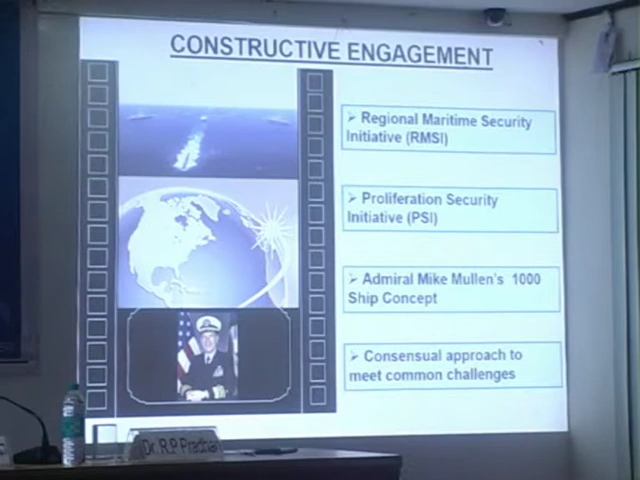 CONSTRUCTIVE ENGAGEMENT
➢ Regional Maritime Security
Initiative (RMSI)
➢ Proliferation Security
Initiative (PSI)
➢ Admiral Mike Mullen's 1000
Ship Concept
➢ Consensual approach to
meet common challenges
Dr. R.P Pradhan